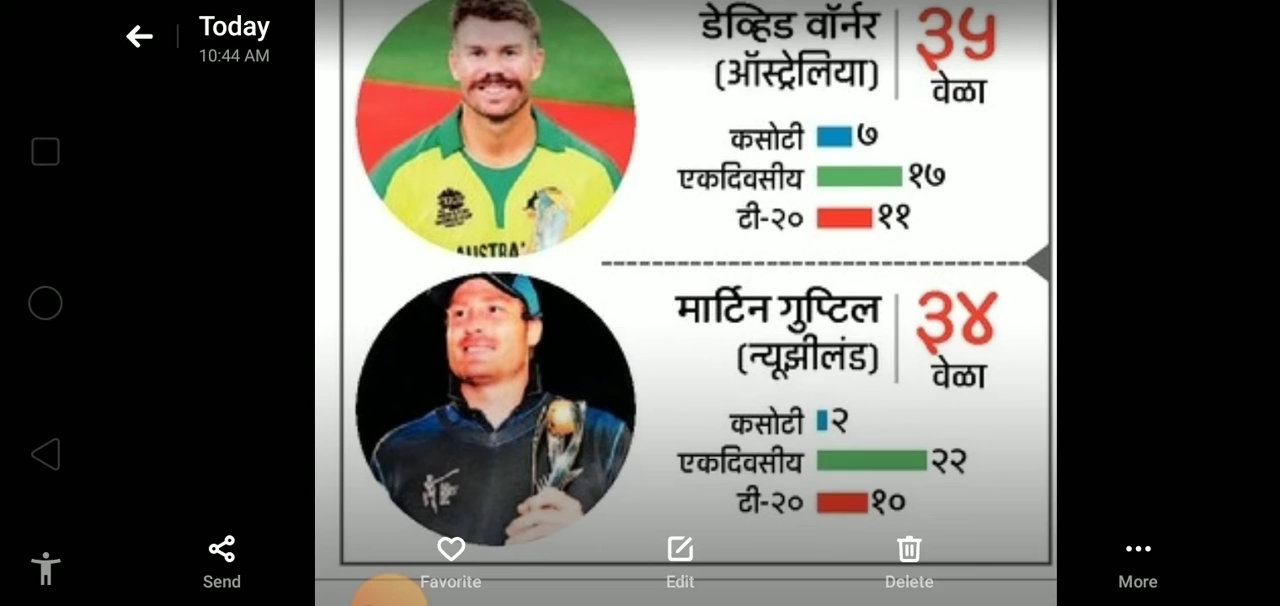 Today
10:44 AM
डेव्हिड वॉर्नर
(ऑस्ट्रेलिया)
३५
वेळा
कसोटी ७
एकदिवसीय १७
टी-२० ११
AUSTRA
मार्टिन गुप्टिल
(न्यूझीलंड)
३४
वेळा
कसोटी २
एकदिवसीय २२
टी-२० १०
Send
Favorite
Edit
Delete
More